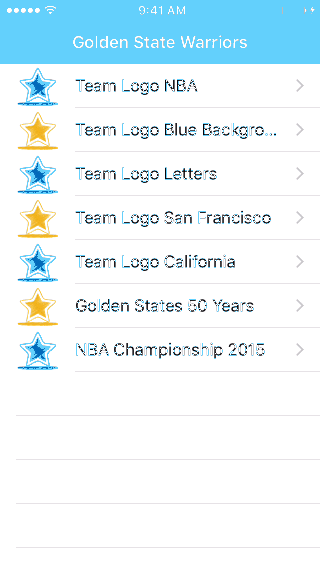 9:41 AM
Golden State Warriors
Team Logo NBA
Team Logo Blue Backgro...
Team Logo Letters
Team Logo San Francisco
Team Logo California
Golden States 50 Years
NBA Championship 2015